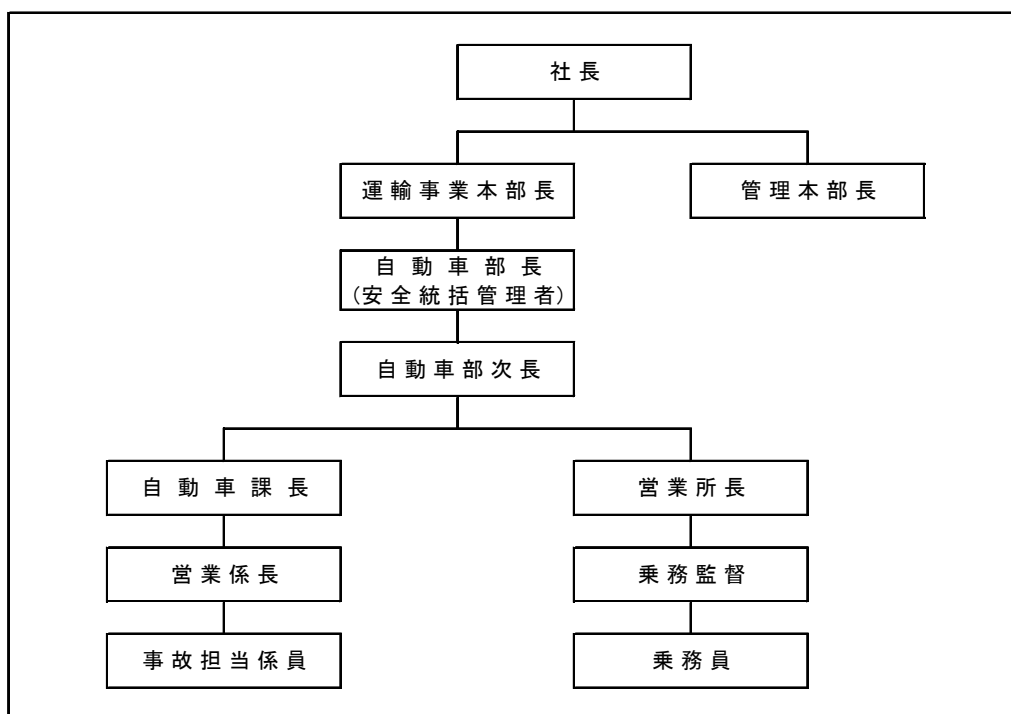 社長
運輸事業本部長
管理本部長
自動車部長
(安全統括管理者)
自動車部次長
自動車課長
営業所長
営業係長
乗務監督
事故担当係員
乗務員